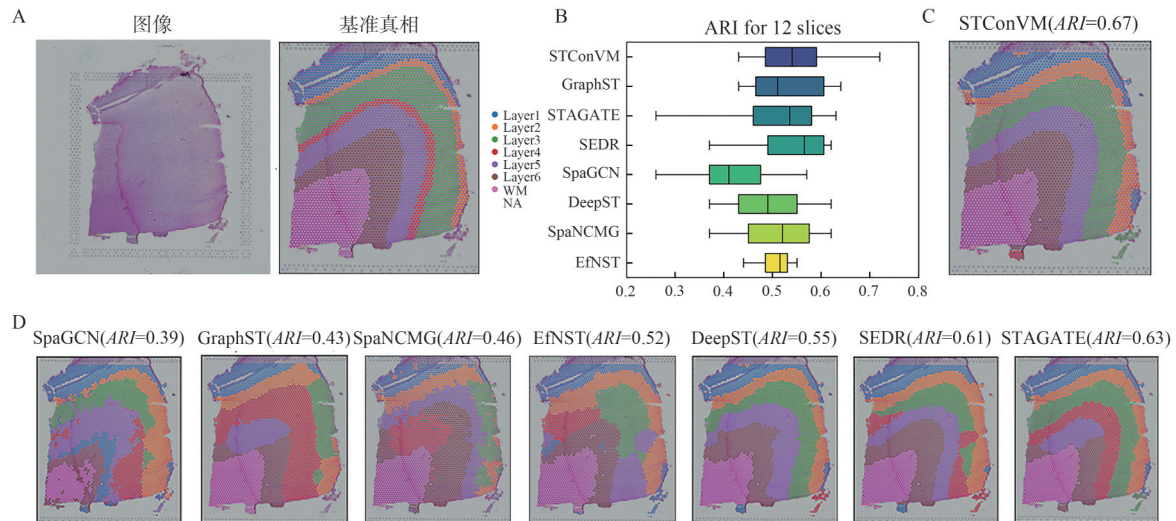 A
图像
基准真相
Layer1
Layer2
Layer3
Layer4
Layer5
Layer6
WM
NA
B
ARI for 12 slices
STConVM
GraphST
STAGATE
SEDR
SpaGCN
DeepST
SpaNCMG
EfNST
0.2 0.3 0.4 0.5 0.6 0.7 0.8
C
STConVM(ARI=0.67)
D
SpaGCN(ARI=0.39)
GraphST(ARI=0.43)
SpaNCMG(ARI=0.46)
EfNST(ARI=0.52)
DeepST(ARI=0.55)
SEDR(ARI=0.61)
STAGATE(ARI=0.63)